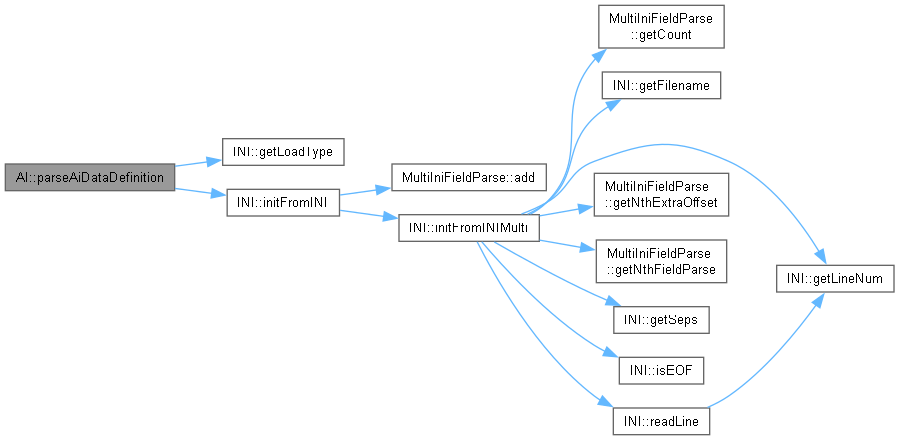 AI::parseAiDataDefinition
INI::getLoadType
INI::initFromINI
MultiIniFieldParse::add
INI::initFromINIMulti
MultiIniFieldParse
::getCount
INI::getFilename
MultiIniFieldParse
::getNthExtraOffset
MultiIniFieldParse
::getNthFieldParse
INI::getSeps
INI::isEOF
INI::readLine
INI::getLineNum